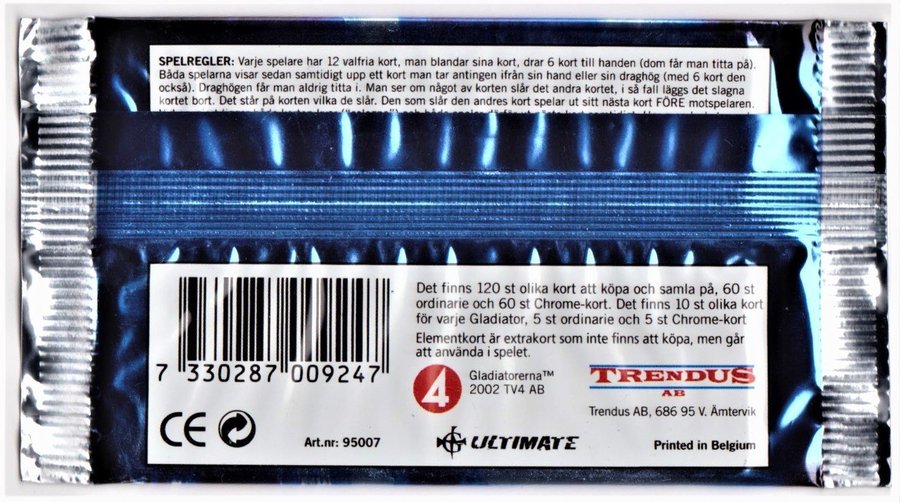 SPELREGLER: Varje spelare har 12 valfria kort, man blandar sina kort, drar 6 kort till handen (dom får man titta på).
Båda spelarna visar sedan samtidigt upp ett kort man tar antingen ifrån sin hand eller sin draghög (med 6 kort den
också). Draghögen får man aldrig titta i. Man ser om något av korten slår det andra kortet, i så fall läggs det slagna
kortet bort. Det står på korten vilka de slår. Den som slår den andres kort spelar ut sitt nästa kort FÖRE motspelaren.
Det finns 120 st olika kort att köpa och samla på, 60 st
ordinarie och 60 st Chrome-kort. Det finns 10 st olika kort
för varje Gladiator, 5 st ordinarie och 5 st Chrome-kort
Elementkort är extrakort som inte finns att köpa, men går
att använda i spelet.
7 330287 009247
4
Gladiatorerna™
2002 TV4 AB
TRENDUS
AB
Trendus AB, 686 95 V. Ämtervik
CE
Art.nr: 95007
ULTIMATE
Printed in Belgium